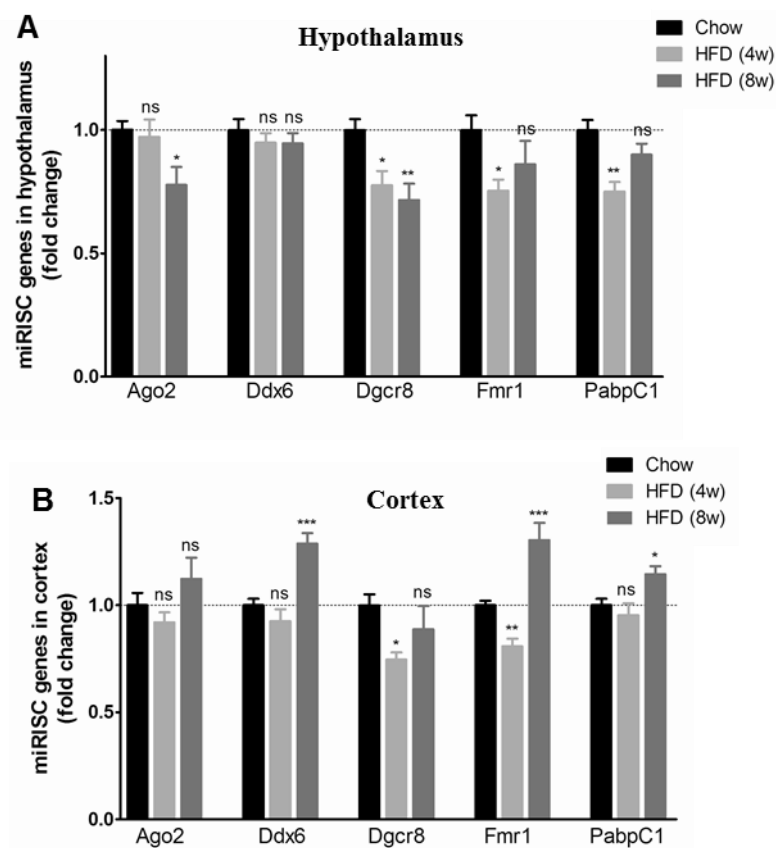 A
Hypothalamus
Chow
HFD (4w)
HFD (8w)
miRISC genes in hypothalamus
(fold change)
1.0
0.5
0.0
ns
*
ns
ns
*
**
*
ns
**
ns
Ago2 Ddx6 Dgcr8 Fmr1 PabpC1
B
Cortex
Chow
HFD (4w)
HFD (8w)
miRISC genes in cortex
(fold change)
1.5
1.0
0.5
0.0
ns
ns
ns
***
*
ns
**
***
ns
*
Ago2 Ddx6 Dgcr8 Fmr1 PabpC1